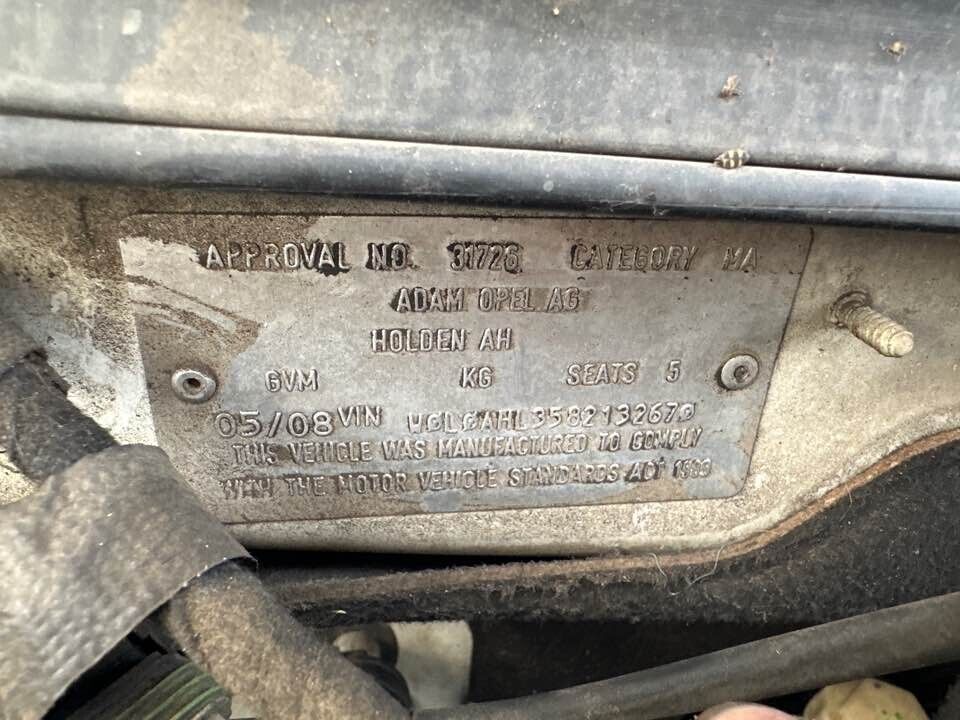 APPROVAL NO. 31726 CATEGORY MA
ADAM OPEL AG
HOLDEN AH
GVM KG SEATS 5
05/08 VIN W0L0AHL3582132670
THIS VEHICLE WAS MANUFACTURED TO COMPLY
WITH THE MOTOR VEHICLE STANDARDS ACT 1989